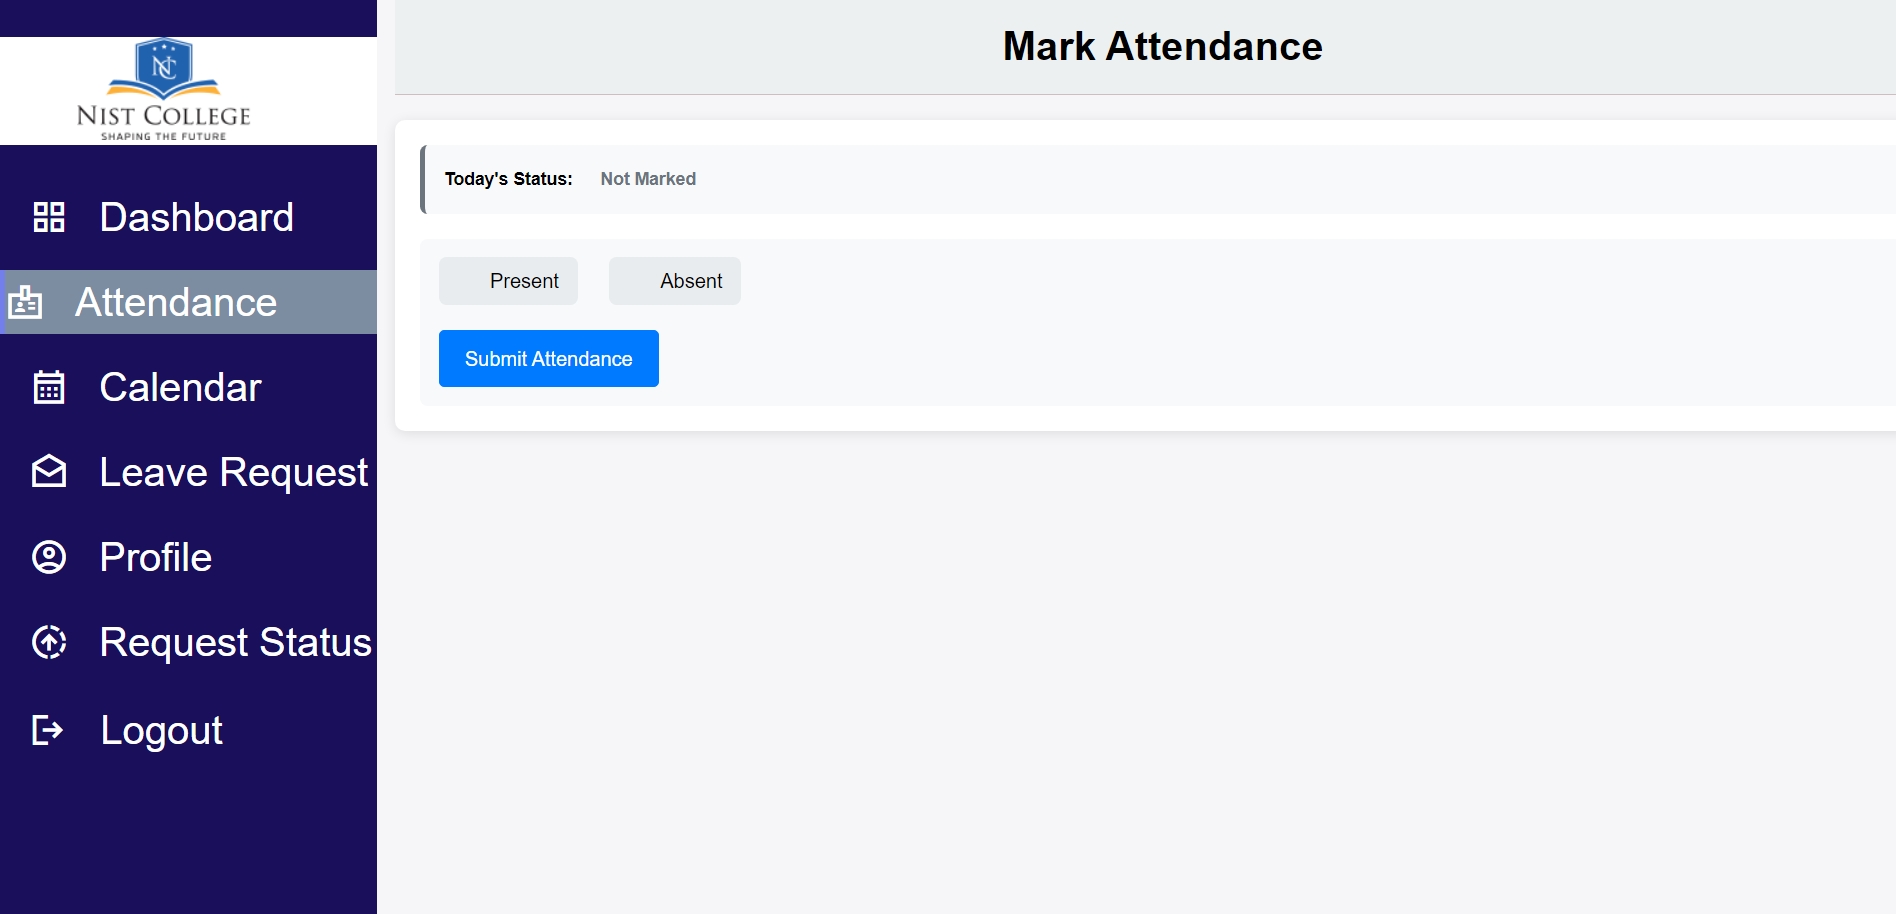 NC
NIST COLLEGE
SHAPING THE FUTURE
Dashboard
Attendance
Calendar
Leave Request
Profile
Request Status
Logout
Mark Attendance
Today's Status: Not Marked
Present Absent
Submit Attendance